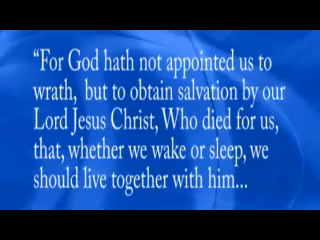 “For God hath not appointed us to
wrath, but to obtain salvation by our
Lord Jesus Christ, Who died for us,
that, whether we wake or sleep, we
should live together with him...